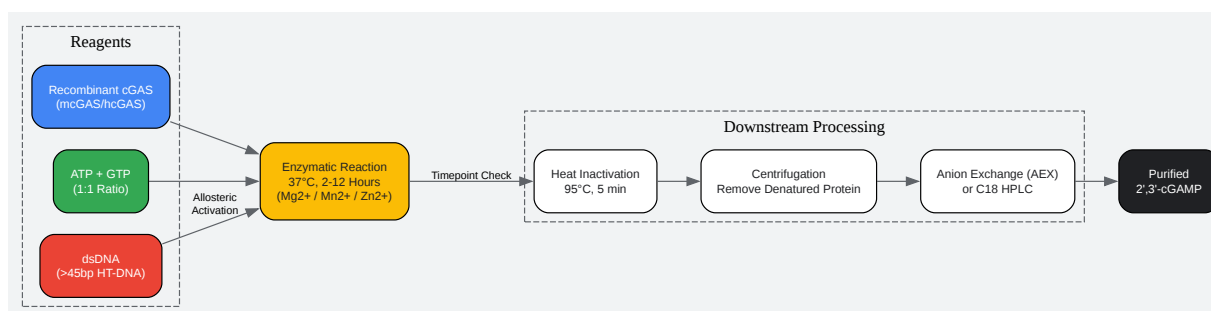 Reagents
Recombinant cGAS
(mcGAS/hcGAS)
ATP + GTP
(1:1 Ratio)
dsDNA
(>45bp HT-DNA)
Allosteric
Activation
Enzymatic Reaction
37°C, 2-12 Hours
(Mg2+ / Mn2+ / Zn2+)
Timepoint Check
Downstream Processing
Heat Inactivation
95°C, 5 min
Centrifugation
Remove Denatured Protein
Anion Exchange (AEX)
or C18 HPLC
Purified
2',3'-cGAMP